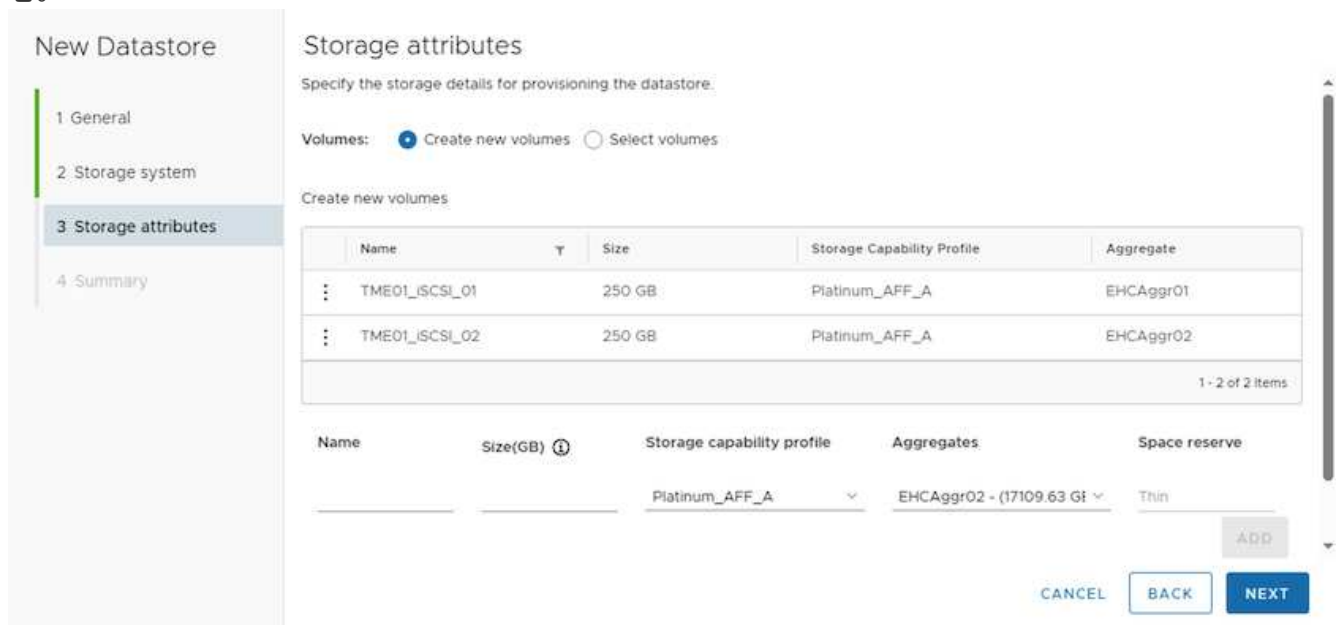 New Datastore
1 General
2 Storage system
3 Storage attributes
4 Summary
Storage attributes
Specify the storage details for provisioning the datastore.
Volumes: Create new volumes Select volumes
Create new volumes
Name Size Storage Capability Profile Aggregate
TME01_iSCSI_01 250 GB Platinum_AFF_A EHCAggr01
TME01_iSCSI_02 250 GB Platinum_AFF_A EHCAggr02
1 - 2 of 2 Items
Name Size(GB) Storage capability profile Aggregates Space reserve
Platinum_AFF_A EHCAggr02 - (17109.63 GE Thin
ADD
CANCEL BACK NEXT